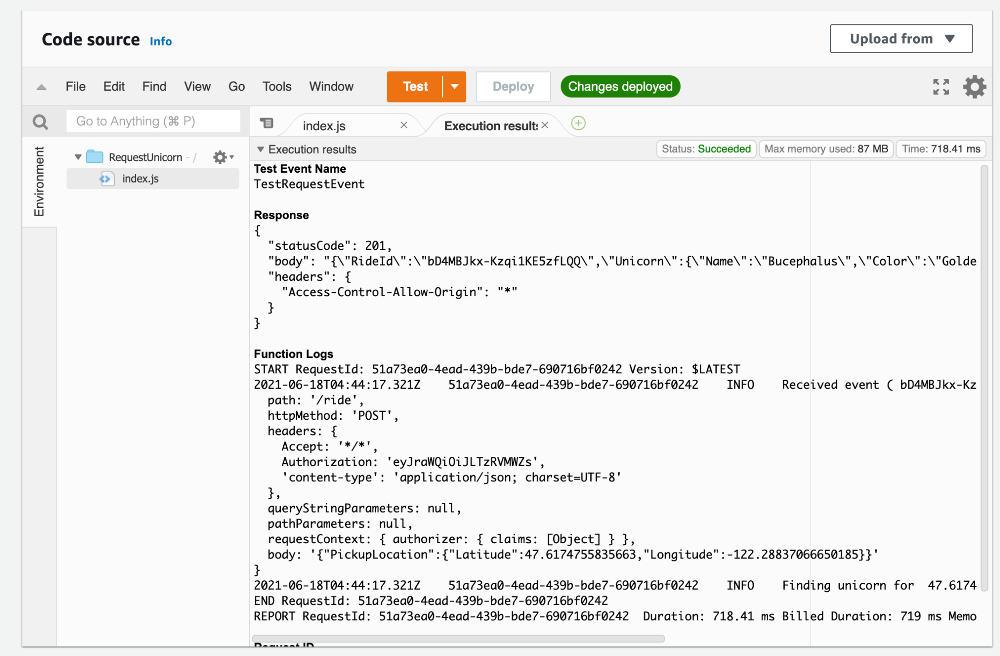 Code source Info
Upload from
File Edit Find View Go Tools Window Test Deploy Changes deployed
Go to Anything (⌘ P)
index.js
Execution results
Environment
RequestUnicorn - /
index.js
Execution results
Status: Succeeded Max memory used: 87 MB Time: 718.41 ms
Test Event Name
TestRequestEvent
Response
{
"statusCode": 201,
"body": "{\"RideId\":\"bD4MBJkx-Kzqi1KE5zfLQQ\",\"Unicorn\":{\"Name\":\"Bucephalus\",\"Color\":\"Golde
"headers": {
"Access-Control-Allow-Origin": "*"
}
}
Function Logs
START RequestId: 51a73ea0-4ead-439b-bde7-690716bf0242 Version: $LATEST
2021-06-18T04:44:17.321Z 51a73ea0-4ead-439b-bde7-690716bf0242 INFO Received event ( bD4MBJkx-Kz
path: '/ride',
httpMethod: 'POST',
headers: {
Accept: '*/*',
Authorization: 'eyJraWQiOiJLTzRVMWZs',
'content-type': 'application/json; charset=UTF-8'
},
queryStringParameters: null,
pathParameters: null,
requestContext: { authorizer: { claims: [Object] } },
body: '{"PickupLocation":{"Latitude":47.6174755835663,"Longitude":-122.28837066650185}}'
}
2021-06-18T04:44:17.321Z 51a73ea0-4ead-439b-bde7-690716bf0242 INFO Finding unicorn for 47.6174
END RequestId: 51a73ea0-4ead-439b-bde7-690716bf0242
REPORT RequestId: 51a73ea0-4ead-439b-bde7-690716bf0242 Duration: 718.41 ms Billed Duration: 719 ms Memo
Request ID